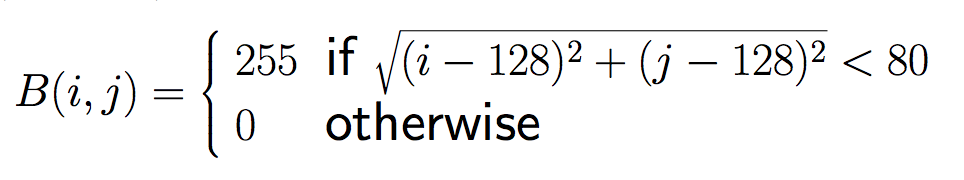 B(i, j) = { 255 if √(i − 128)² + (j − 128)² < 80
0 otherwise